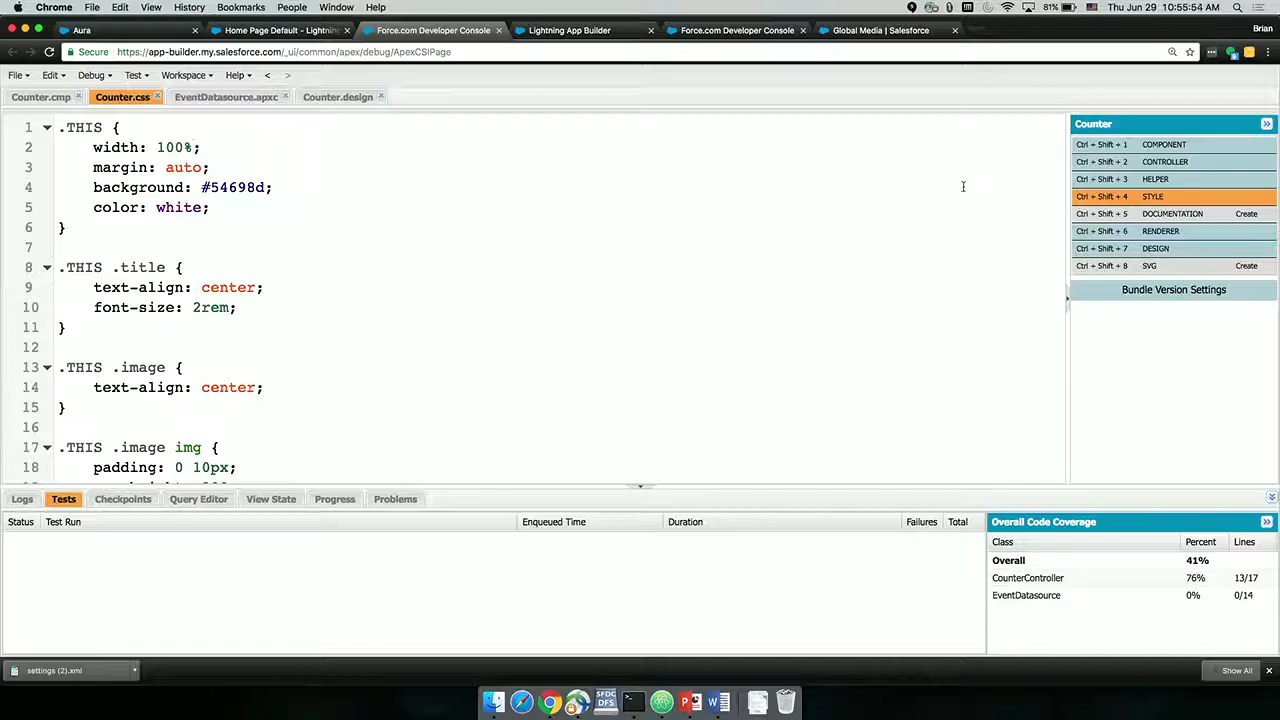 Chrome File Edit View History Bookmarks People Window Help 81% Thu Jun 29 10:55:54 AM
Aura Home Page Default - Lightning Force.com Developer Console Lightning App Builder Force.com Developer Console Global Media | Salesforce Brian
Secure https://app-builder.my.salesforce.com/_ui/common/apex/debug/ApexCSIPage
File Edit Debug Test Workspace Help < >
Counter.cmp Counter.css EventDatasource.apxc Counter.design
1 .THIS {
2 width: 100%;
3 margin: auto;
4 background: #54698d;
5 color: white;
6 }
7
8 .THIS .title {
9 text-align: center;
10 font-size: 2rem;
11 }
12
13 .THIS .image {
14 text-align: center;
15 }
16
17 .THIS .image img {
18 padding: 0 10px;
Counter
Ctrl + Shift + 1 COMPONENT
Ctrl + Shift + 2 CONTROLLER
Ctrl + Shift + 3 HELPER
Ctrl + Shift + 4 STYLE
Ctrl + Shift + 5 DOCUMENTATION Create
Ctrl + Shift + 6 RENDERER
Ctrl + Shift + 7 DESIGN
Ctrl + Shift + 8 SVG Create
Bundle Version Settings
Logs Tests Checkpoints Query Editor View State Progress Problems
Status Test Run Enqueued Time Duration Failures Total
Overall Code Coverage
Class Percent Lines
Overall 41%
CounterController 76% 13/17
EventDatasource 0% 0/14
settings (2).xml Show All
SFDC
DFS